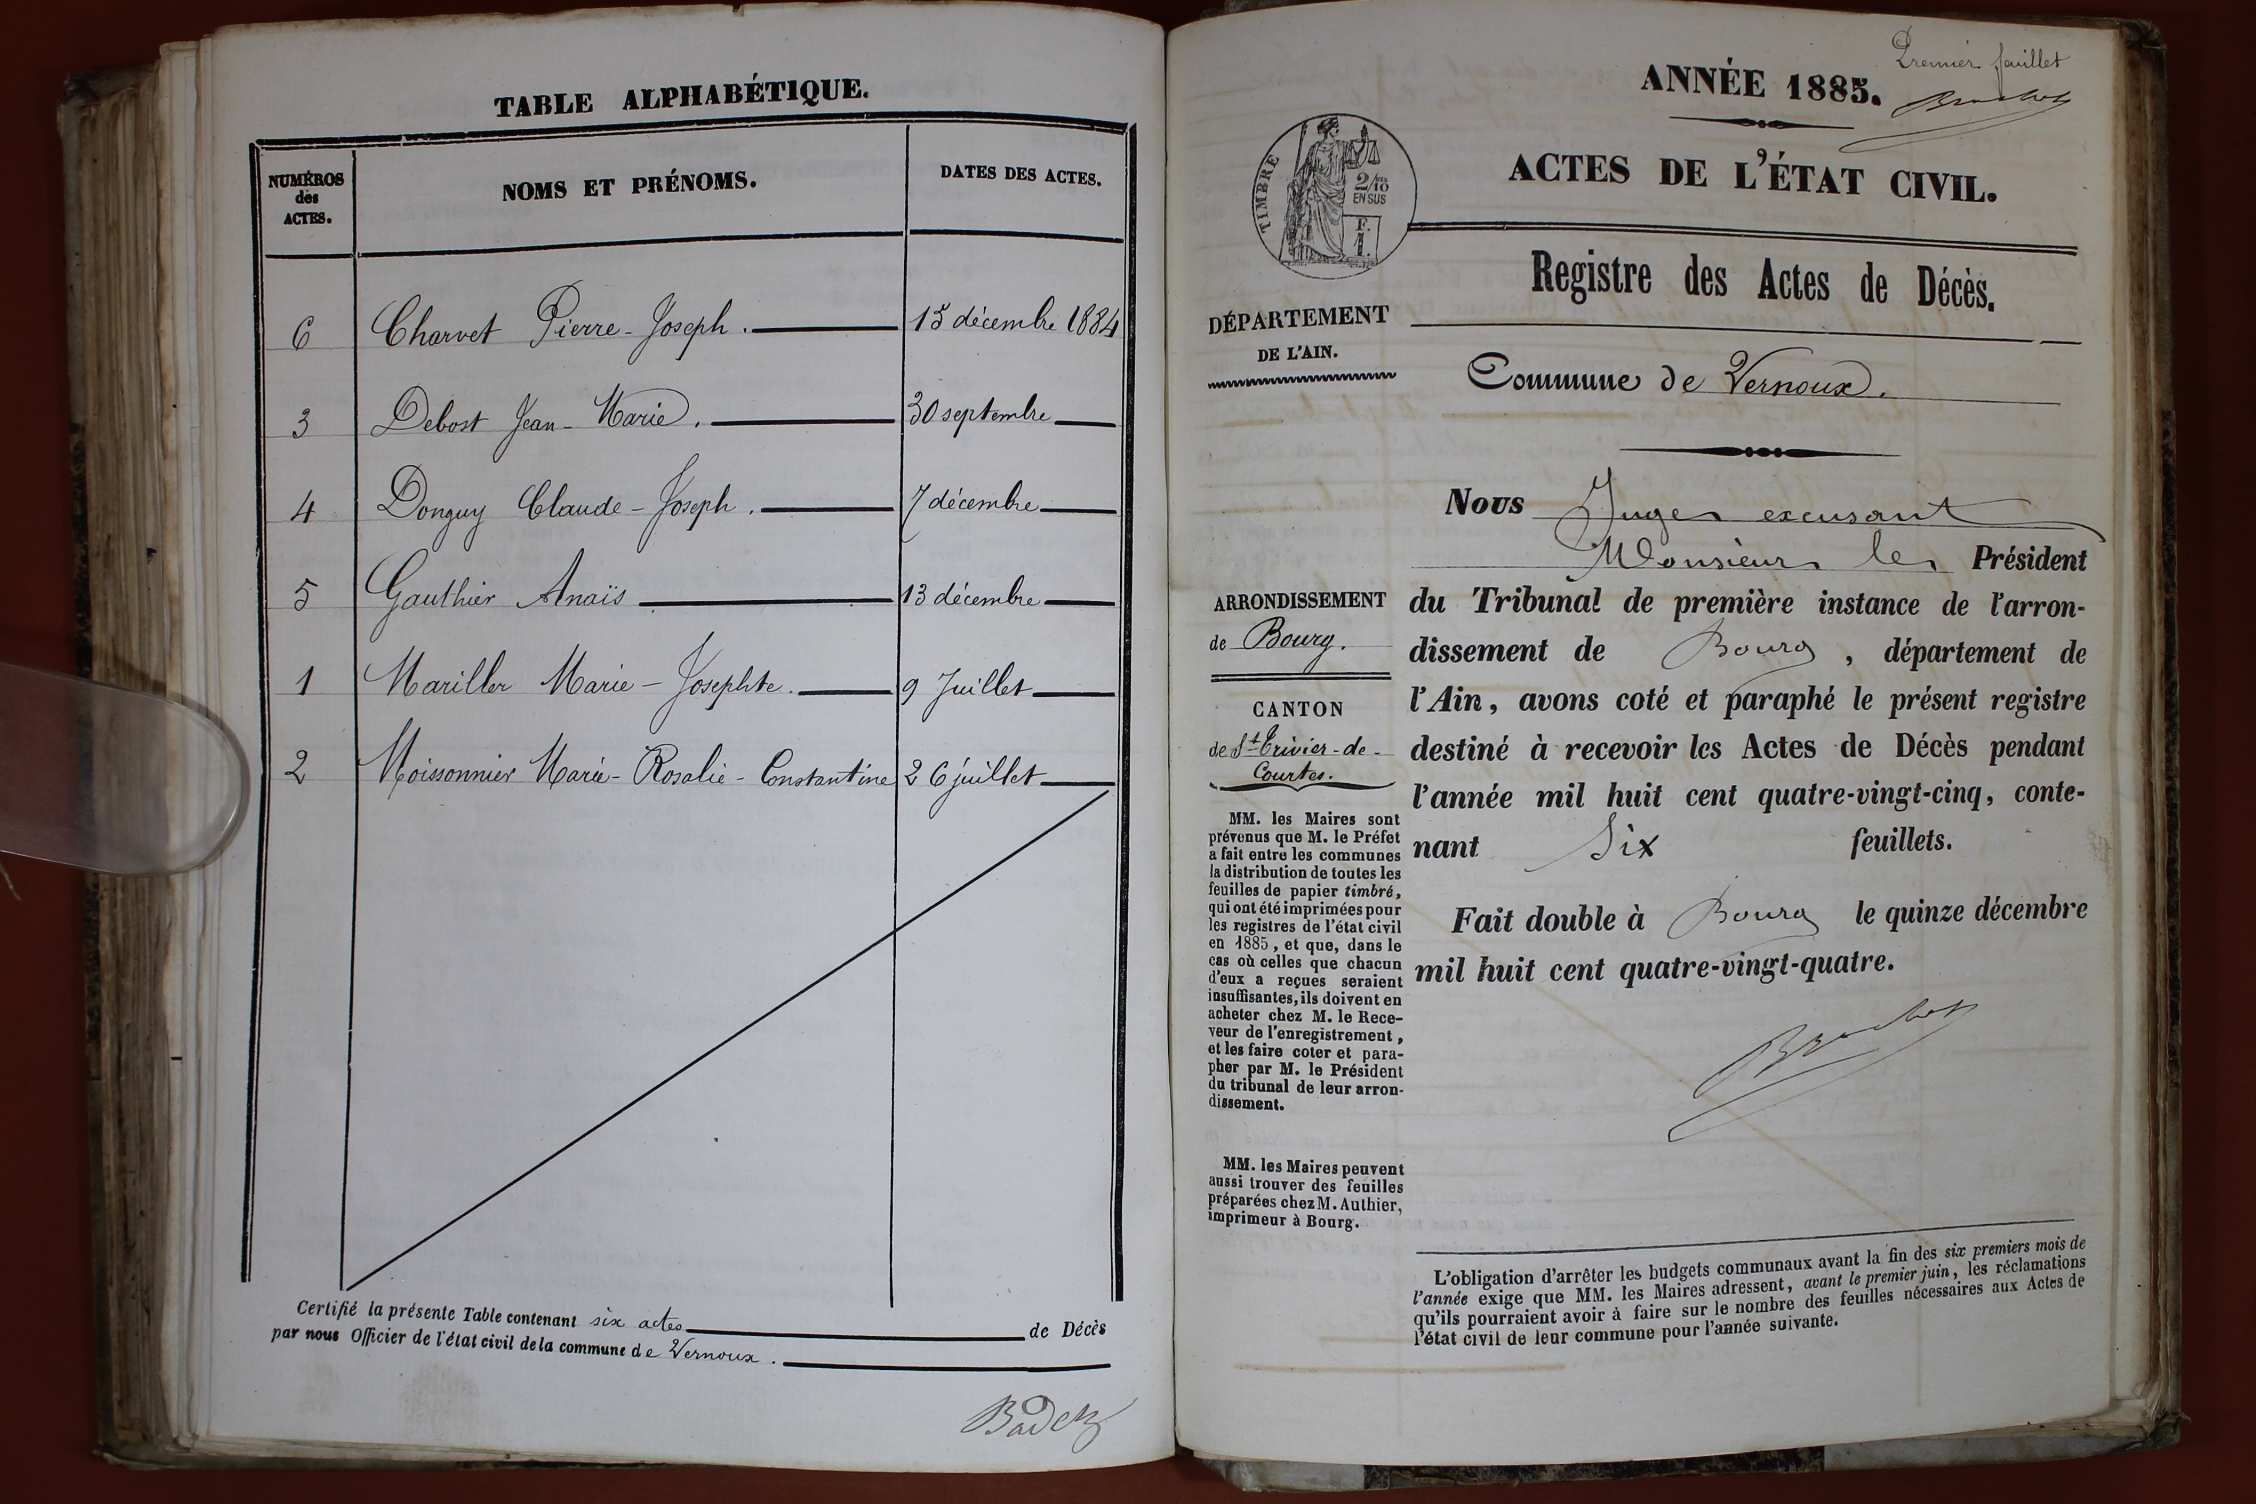 TABLE ALPHABÉTIQUE.
NUMÉROS des ACTES. NOMS ET PRÉNOMS. DATES DES ACTES.
6 Charvet Pierre-Joseph. 15 décembre 1884
3 Debost Jean-Marie. 30 septembre
4 Donguy Claude-Joseph. 7 décembre
5 Gauthier Anaïs 13 décembre
1 Mariller Marie-Josephte. 9 Juillet
2 Moissonnier Marie-Rosalie-Constantine 26 juillet
Certifié la présente Table contenant six actes de Décès
par nous Officier de l'état civil de la commune de Vernoux.
Premier feuillet
ANNÉE 1885.
ACTES DE L'ÉTAT CIVIL.
TIMBRE
2/10
EN SUS
F.
1.
Registre des Actes de Décès.
DÉPARTEMENT
DE L'AIN.
Commune de Vernoux.
Nous Juge excusant
Monsieur le Président
du Tribunal de première instance de l'arron-
dissement de Bourg, département de
l'Ain, avons coté et paraphé le présent registre
destiné à recevoir les Actes de Décès pendant
l'année mil huit cent quatre-vingt-cinq, conte-
nant Six feuillets.
Fait double à Bourg le quinze décembre
mil huit cent quatre-vingt-quatre.
ARRONDISSEMENT
de Bourg.
CANTON
de St Trivier-de-
Courtes.
MM. les Maires sont
prévenus que M. le Préfet
a fait entre les communes
la distribution de toutes les
feuilles de papier timbré,
qui ont été imprimées pour
les registres de l'état civil
en 1885, et que, dans le
cas où celles que chacun
d'eux a reçues seraient
insuffisantes, ils doivent en
acheter chez M. le Rece-
veur de l'enregistrement,
et les faire coter et para-
pher par M. le Président
du tribunal de leur arron-
dissement.
MM. les Maires peuvent
aussi trouver des feuilles
préparées chez M. Authier,
imprimeur à Bourg.
L'obligation d'arrêter les budgets communaux avant la fin des six premiers mois de
l'année exige que MM. les Maires adressent, avant le premier juin, les réclamations
qu'ils pourraient avoir à faire sur le nombre des feuilles nécessaires aux Actes de
l'état civil de leur commune pour l'année suivante.